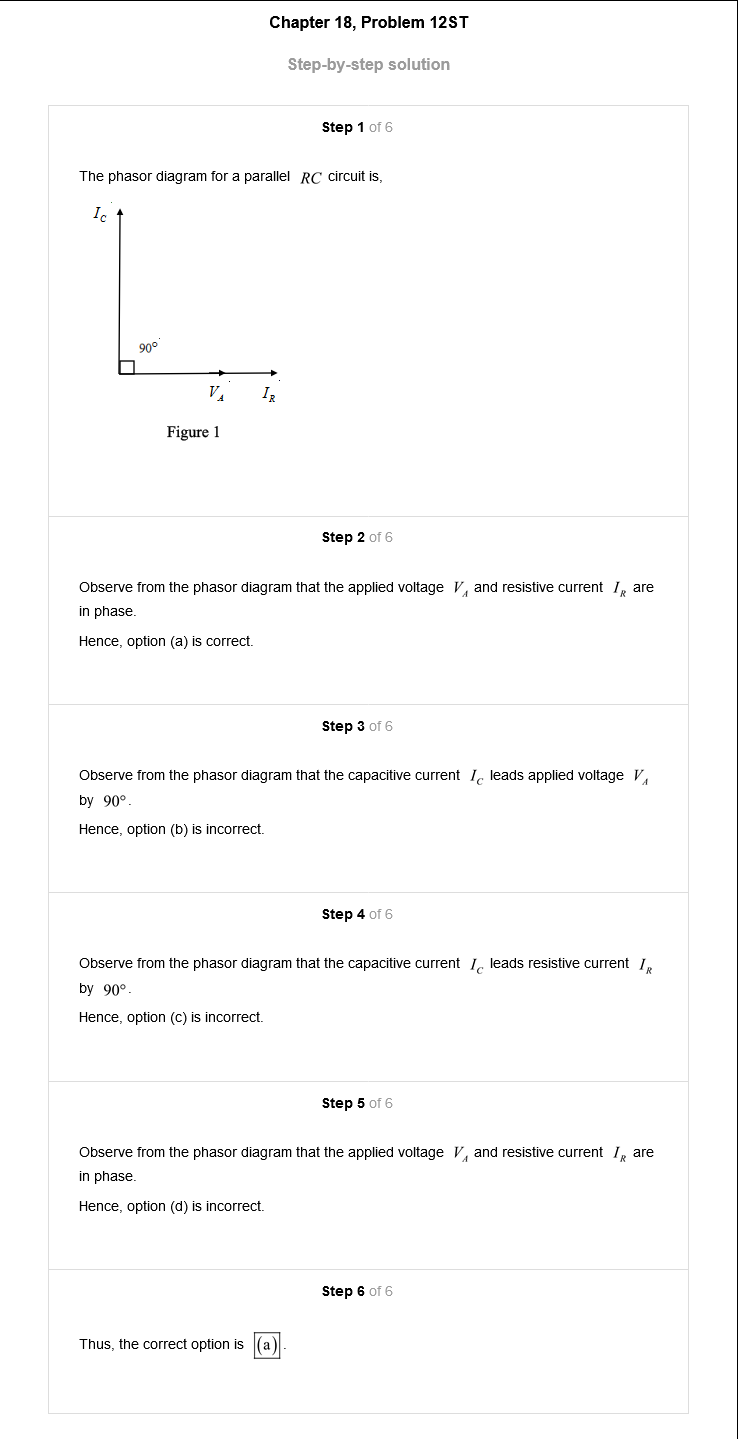 Chapter 18, Problem 12ST
Step-by-step solution
Step 1 of 6
The phasor diagram for a parallel RC circuit is,
I_C
90°
V_A I_R
Figure 1
Step 2 of 6
Observe from the phasor diagram that the applied voltage V_A and resistive current I_R are
in phase.
Hence, option (a) is correct.
Step 3 of 6
Observe from the phasor diagram that the capacitive current I_C leads applied voltage V_A
by 90°.
Hence, option (b) is incorrect.
Step 4 of 6
Observe from the phasor diagram that the capacitive current I_C leads resistive current I_R
by 90°.
Hence, option (c) is incorrect.
Step 5 of 6
Observe from the phasor diagram that the applied voltage V_A and resistive current I_R are
in phase.
Hence, option (d) is incorrect.
Step 6 of 6
Thus, the correct option is (a).